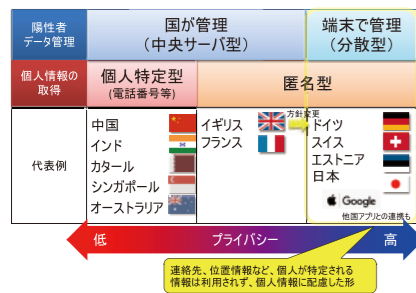 陽性者
データ管理
国が管理
(中央サーバ型)
端末で管理
(分散型)
個人情報の
取得
個人特定型
(電話番号等)
匿名型
代表例
中国
インド
カタール
シンガポール
オーストラリア
イギリス
フランス
方針変更
ドイツ
スイス
エストニア
日本
Google
他国アプリとの連携も
低
プライバシー
高
連絡先、位置情報など、個人が特定される
情報は利用されず、個人情報に配慮した形